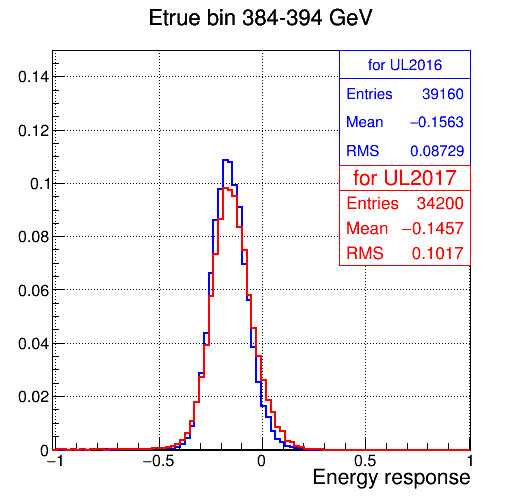 Etrue bin 384-394 GeV
for UL2016
Entries 39160
Mean −0.1563
RMS 0.08729
for UL2017
Entries 34200
Mean −0.1457
RMS 0.1017
0.14
0.12
0.1
0.08
0.06
0.04
0.02
0
−1 −0.5 0 0.5 1
Energy response